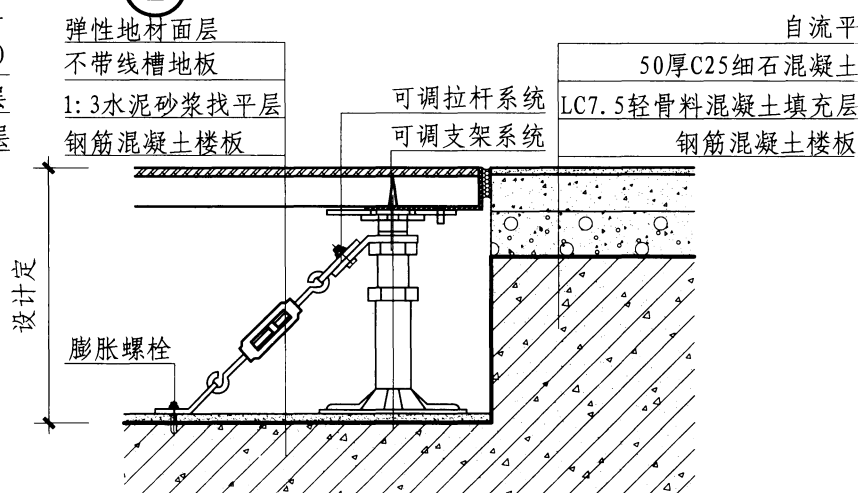 弹性地材面层
不带线槽地板
1:3水泥砂浆找平层
钢筋混凝土楼板
可调拉杆系统
可调支架系统
自流平
50厚C25细石混凝土
LC7.5轻骨料混凝土填充层
钢筋混凝土楼板
设计定
膨胀螺栓
)
层
层